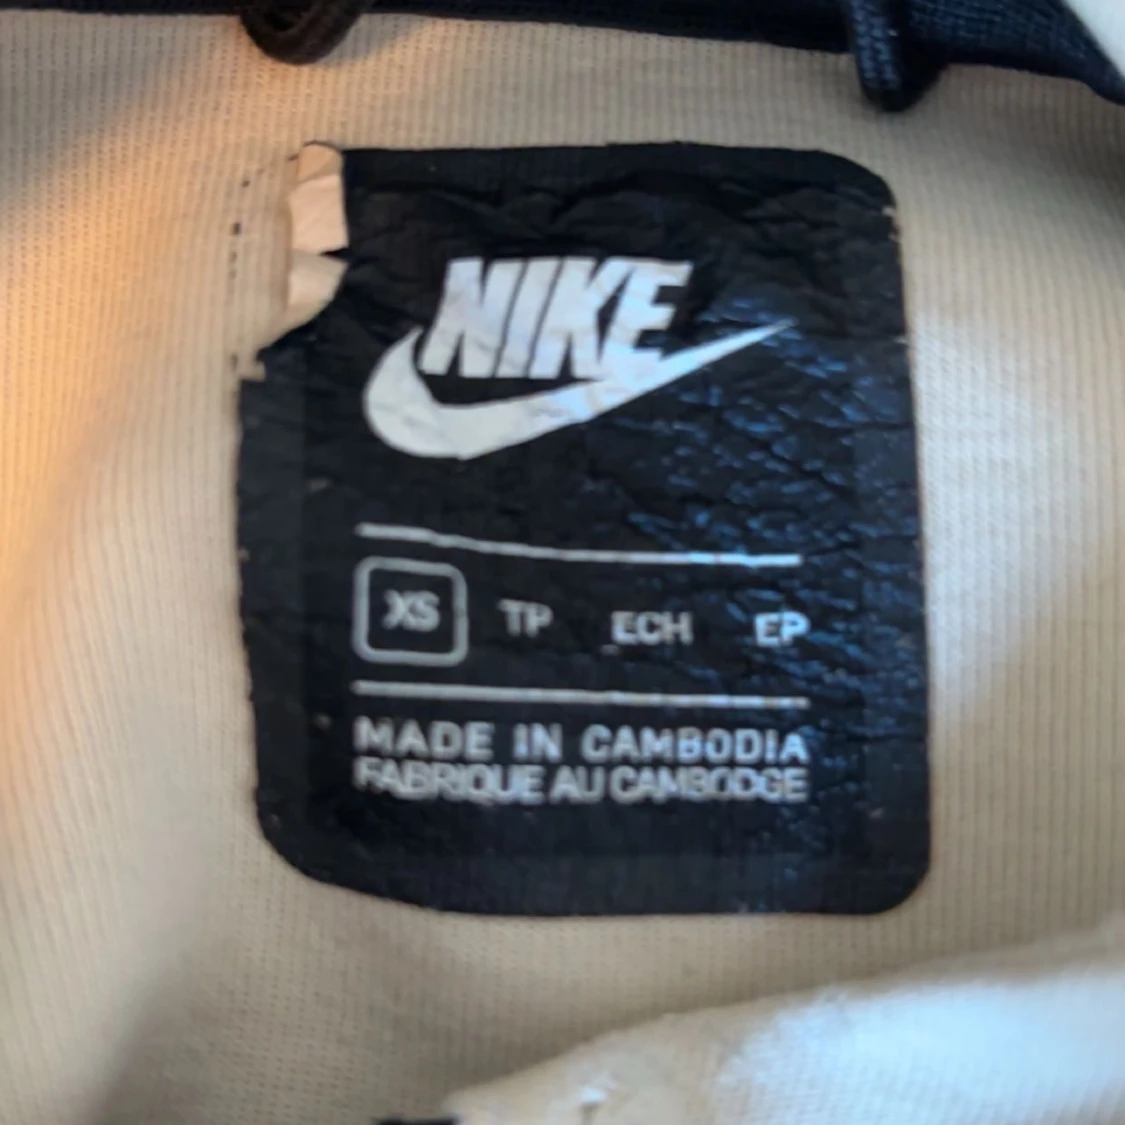 NIKE
XS TP ECH EP
MADE IN CAMBODIA
FABRIQUE AU CAMBODGE